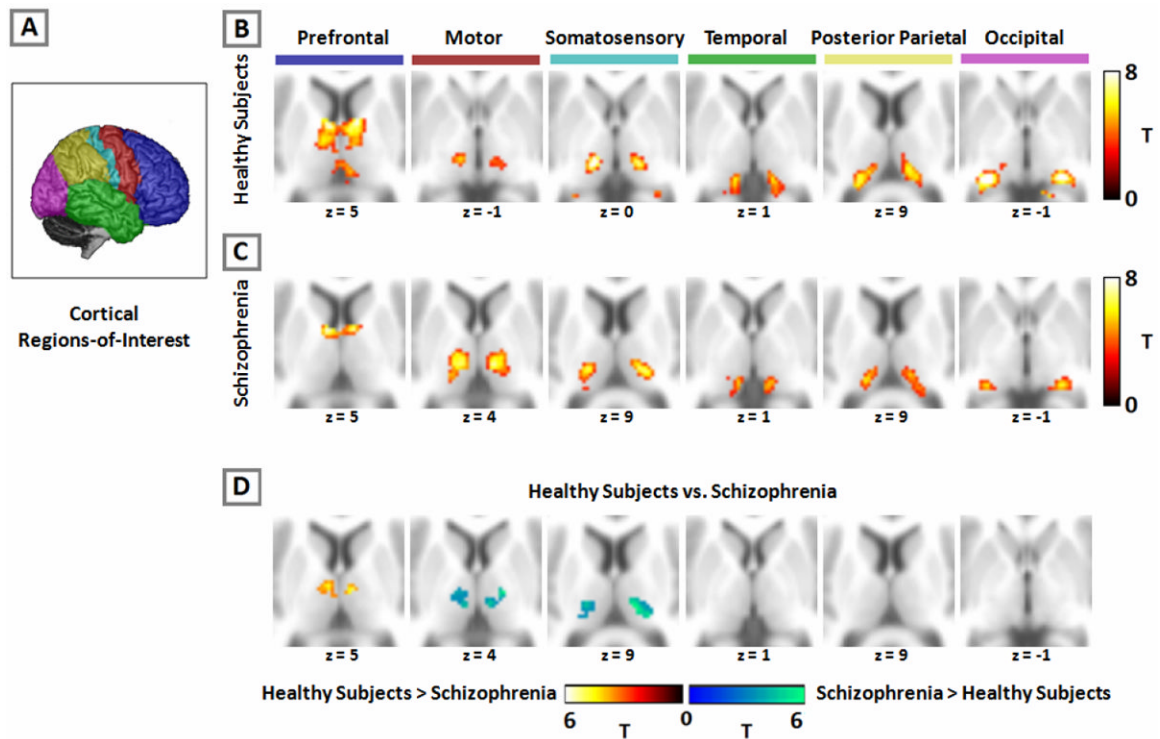 A
B
Prefrontal Motor Somatosensory Temporal Posterior Parietal Occipital
Healthy Subjects
8
T
0
z = 5 z = -1 z = 0 z = 1 z = 9 z = -1
C
Cortical
Regions-of-Interest
Schizophrenia
8
T
0
z = 5 z = 4 z = 9 z = 1 z = 9 z = -1
D
Healthy Subjects vs. Schizophrenia
z = 5 z = 4 z = 9 z = 1 z = 9 z = -1
Healthy Subjects > Schizophrenia Schizophrenia > Healthy Subjects
6 0 6
T T